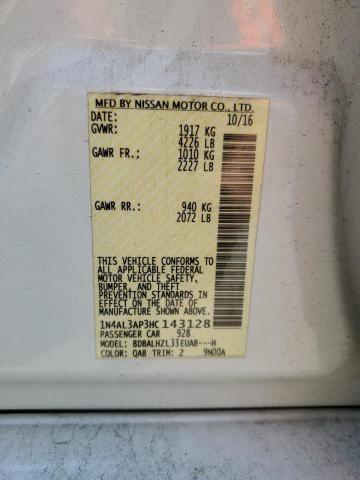 MFD BY NISSAN MOTOR CO., LTD.
DATE: 10/16
GVWR: 1917 KG
4226 LB
GAWR FR.: 1010 KG
2227 LB
GAWR RR.: 940 KG
2072 LB
THIS VEHICLE CONFORMS TO
ALL APPLICABLE FEDERAL
MOTOR VEHICLE SAFETY,
BUMPER, AND THEFT
PREVENTION STANDARDS
IN EFFECT ON THE DATE OF
MANUFACTURE SHOWN ABOVE.
1N4AL3AP3HC143128
PASSENGER CAR 928
MODEL: BDBALHZL33EUA8---H
COLOR: QAB TRIM: Z 9N00A